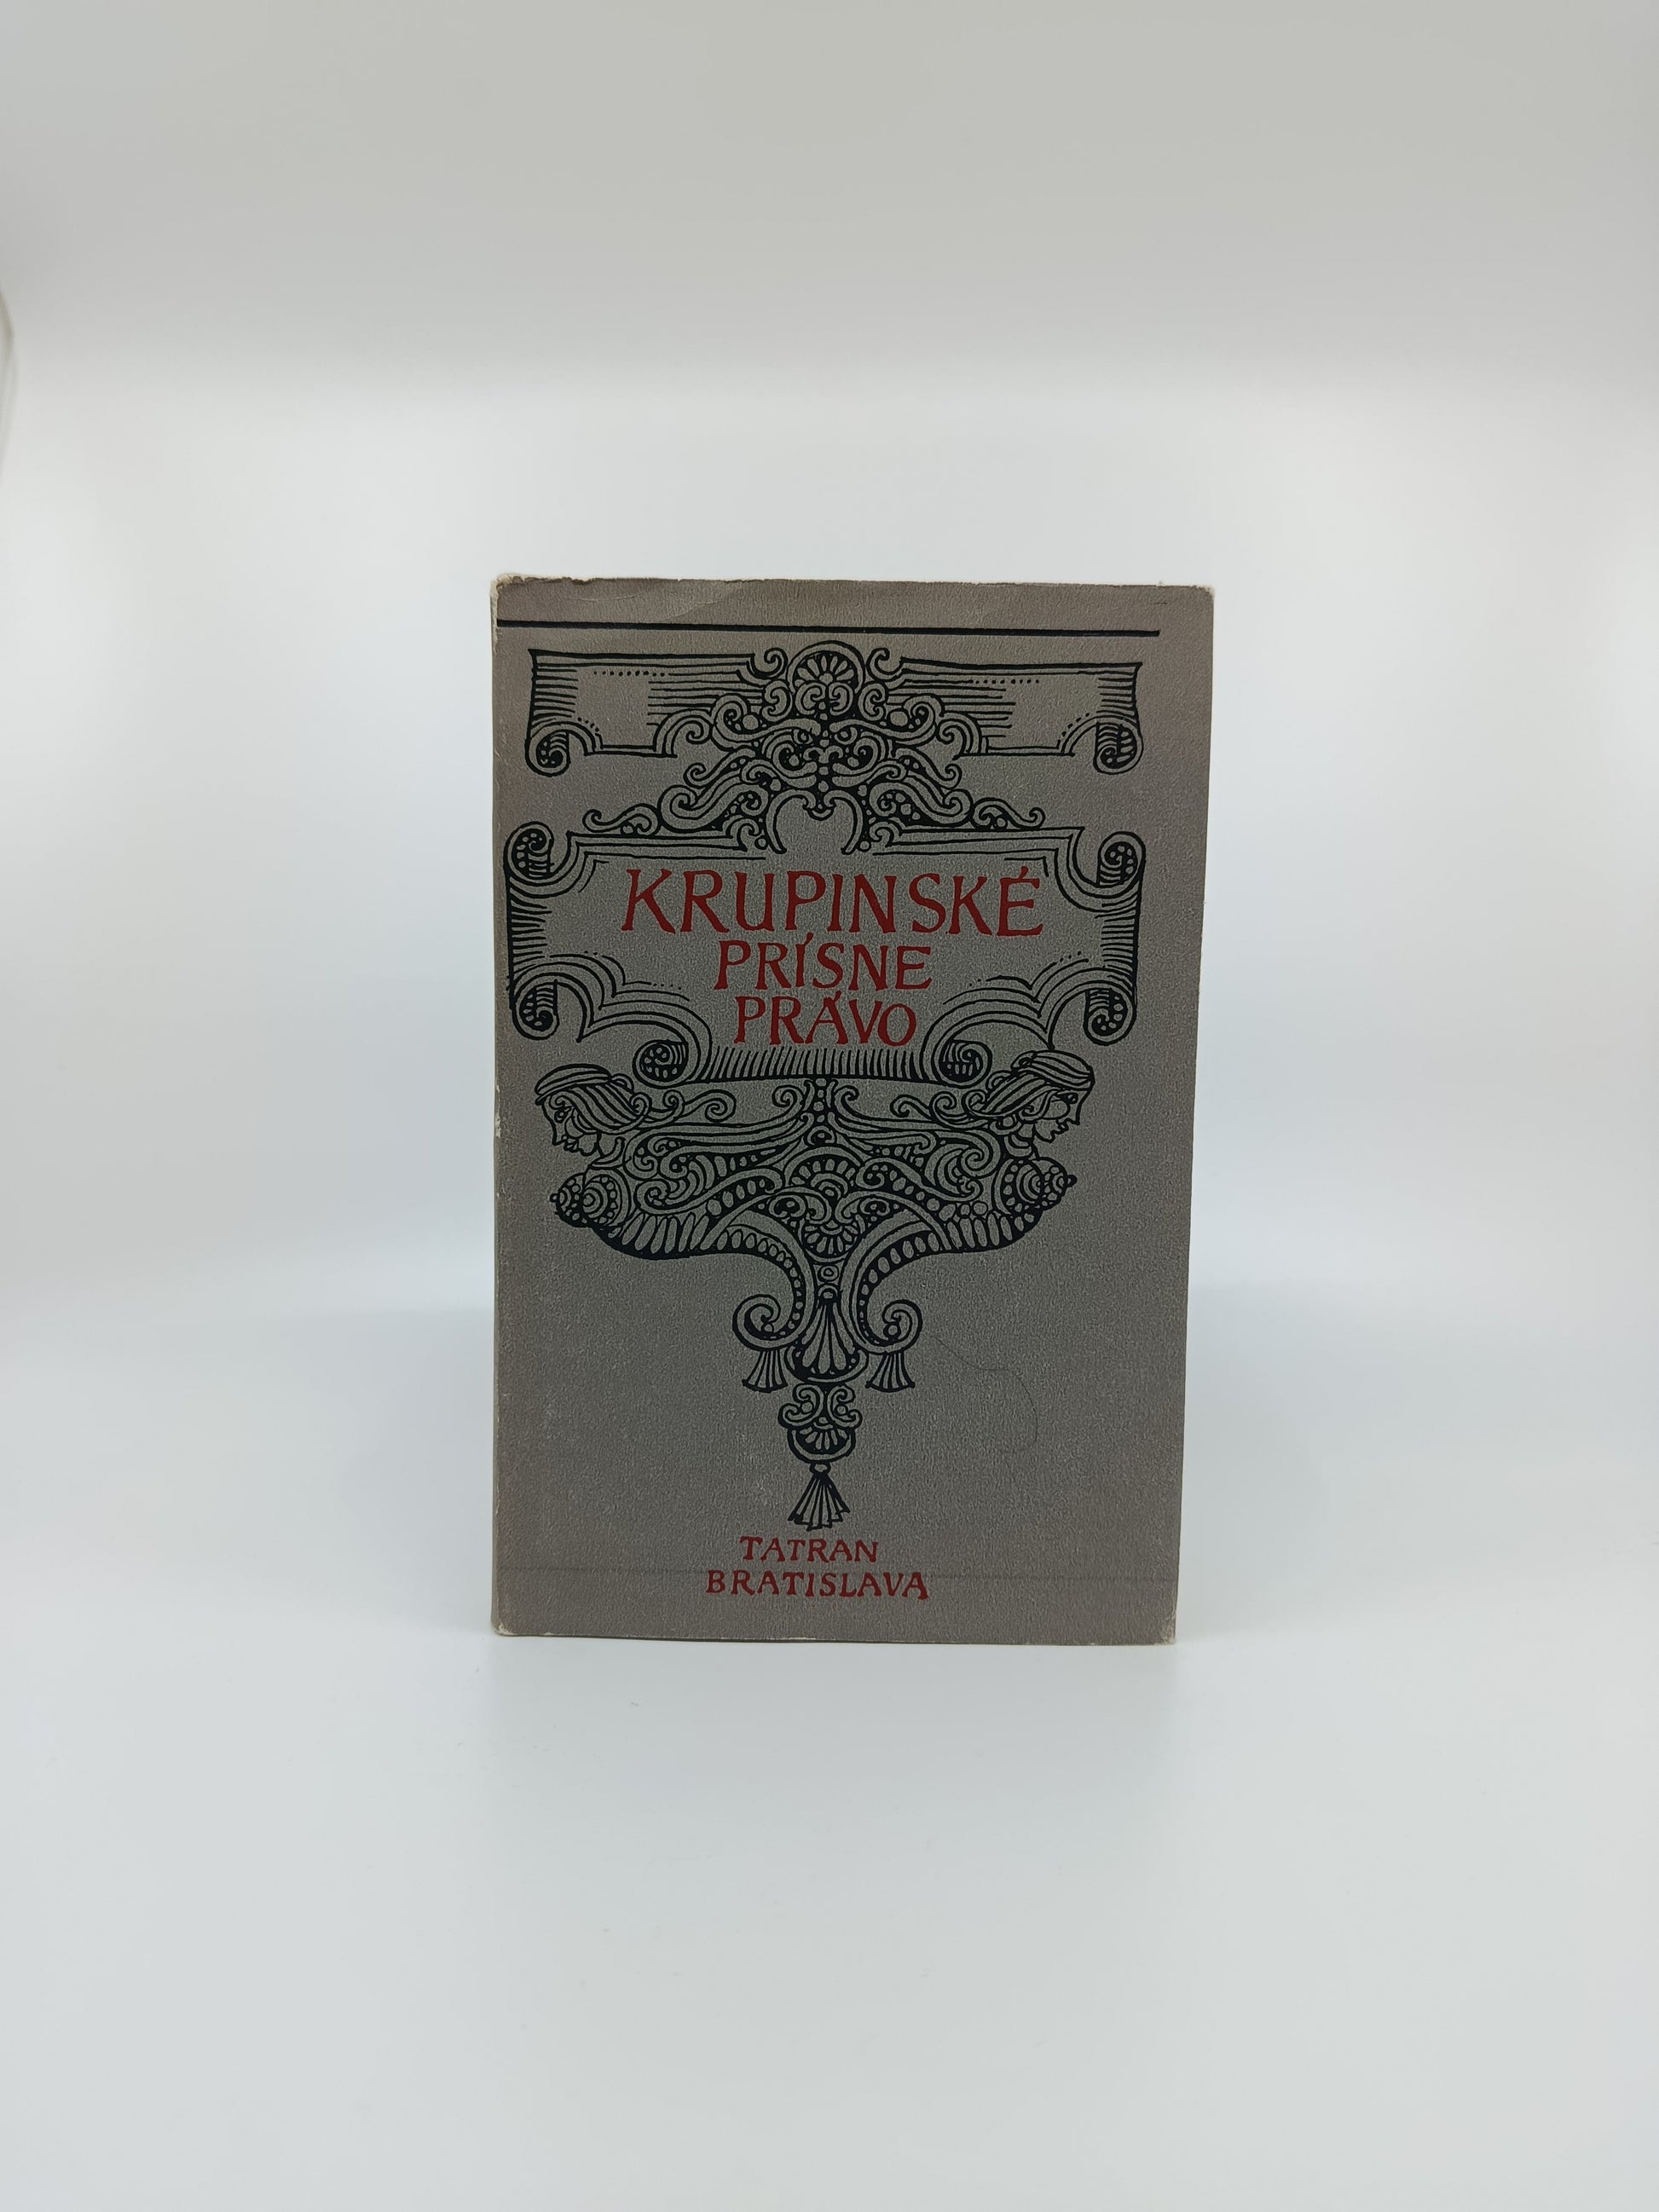 KRUPINSKÉ
PRÍSNE
PRÁVO
TATRAN
BRATISLAVA